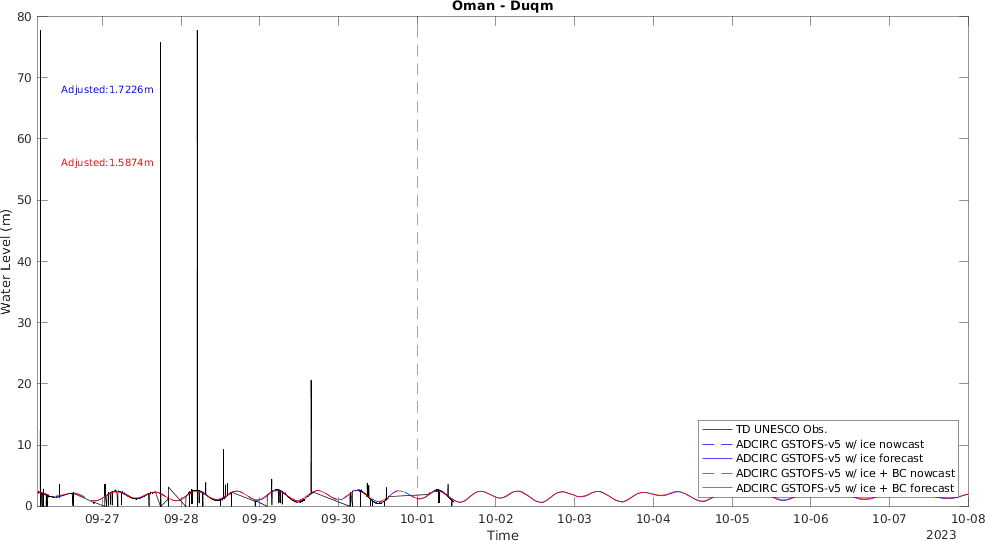 Oman - Duqm
80
70
60
50
40
30
20
10
0
Water Level (m)
Adjusted:1.7226m
Adjusted:1.5874m
TD UNESCO Obs.
ADCIRC GSTOFS-v5 w/ ice nowcast
ADCIRC GSTOFS-v5 w/ ice forecast
ADCIRC GSTOFS-v5 w/ ice + BC nowcast
ADCIRC GSTOFS-v5 w/ ice + BC forecast
09-27 09-28 09-29 09-30 10-01 10-02 10-03 10-04 10-05 10-06 10-07 10-08
Time
2023